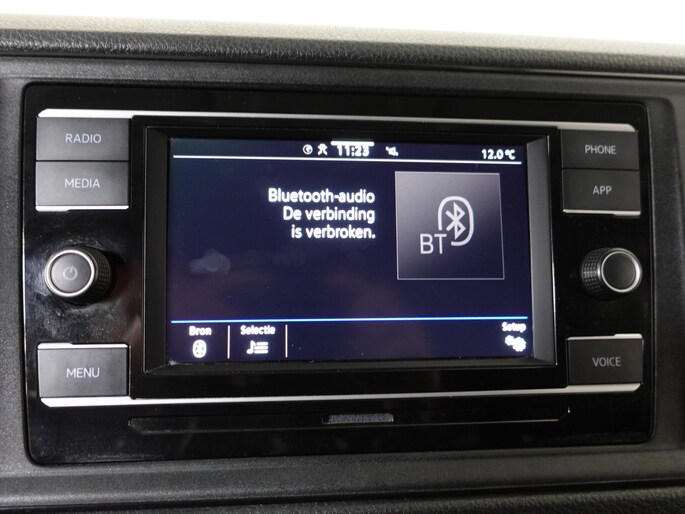 RADIO
MEDIA
MENU
11:23
12.0°C
Bluetooth-audio
De verbinding
is verbroken.
BT
Bron
Selectie
Setup
PHONE
APP
VOICE